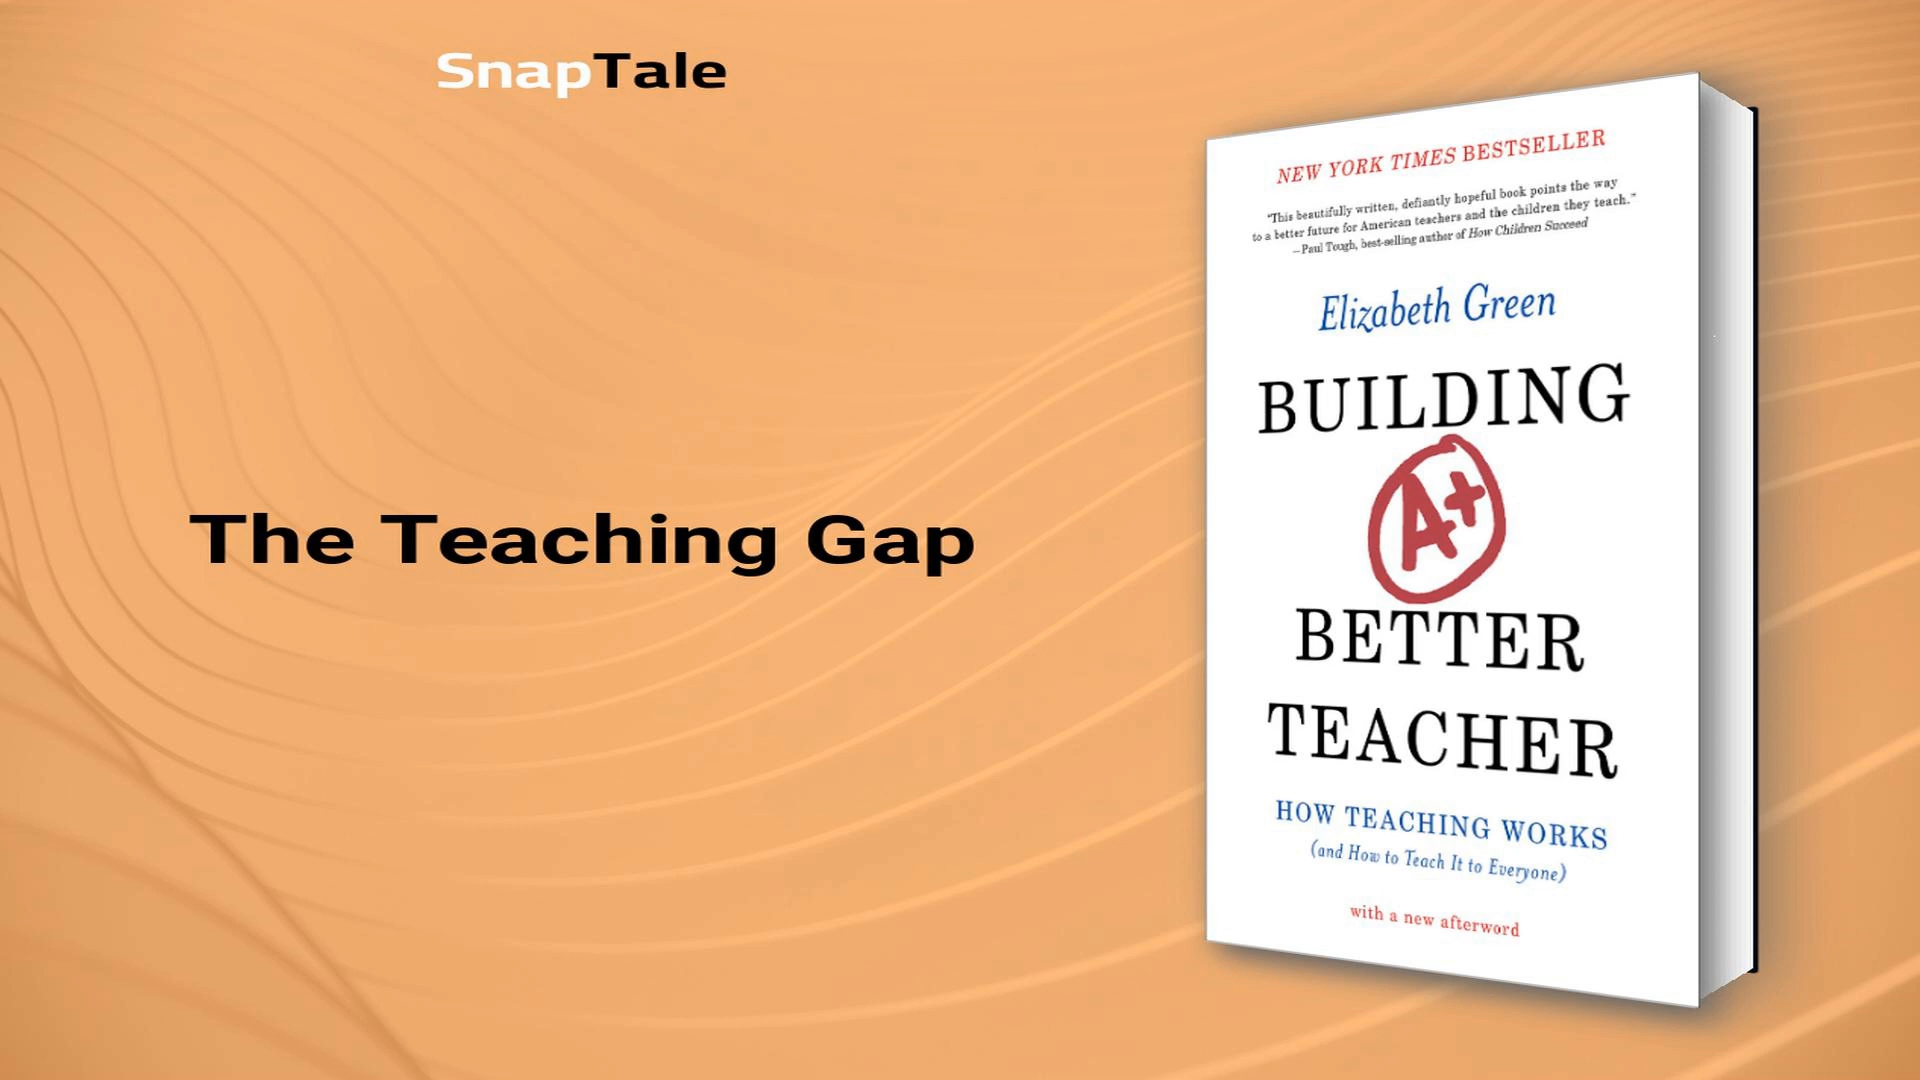 SnapTale
The Teaching Gap
NEW YORK TIMES BESTSELLER
"This beautifully written, defiantly hopeful book points the way
to a better future for American teachers and the children they teach."
—Paul Tough, best-selling author of How Children Succeed
Elizabeth Green
BUILDING
A+
BETTER
TEACHER
HOW TEACHING WORKS
(and How to Teach It to Everyone)
with a new afterword